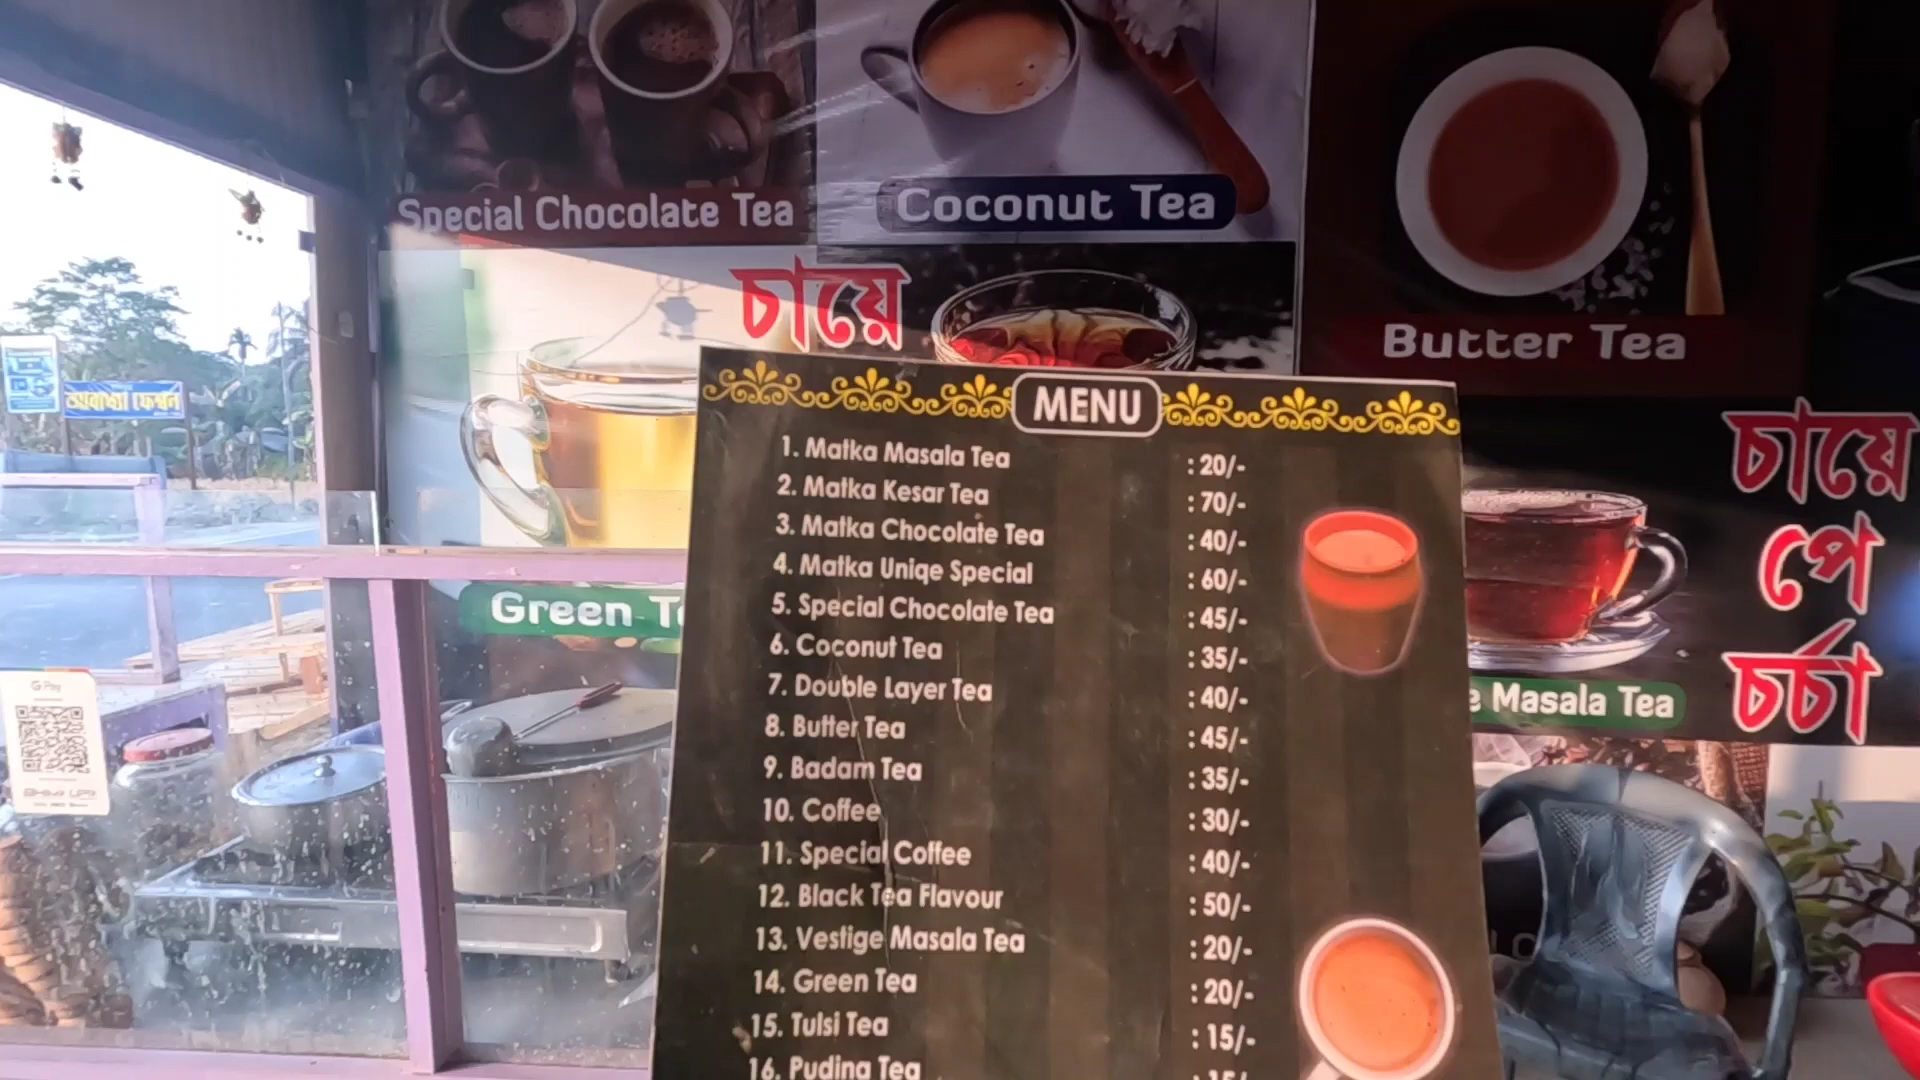 Special Chocolate Tea
Coconut Tea
Butter Tea
চায়ে
Green
MENU
1. Matka Masala Tea : 20/-
2. Matka Kesar Tea : 70/-
3. Matka Chocolate Tea : 40/-
4. Matka Uniqe Special : 60/-
5. Special Chocolate Tea : 45/-
6. Coconut Tea : 35/-
7. Double Layer Tea : 40/-
8. Butter Tea : 45/-
9. Badam Tea : 35/-
10. Coffee : 30/-
11. Special Coffee : 40/-
12. Black Tea Flavour : 50/-
13. Vestige Masala Tea : 20/-
14. Green Tea : 20/-
15. Tulsi Tea : 15/-
16. Pudina Tea
Masala Tea
চায়ে
পে
চর্চা
G Pay
BHIM UPI